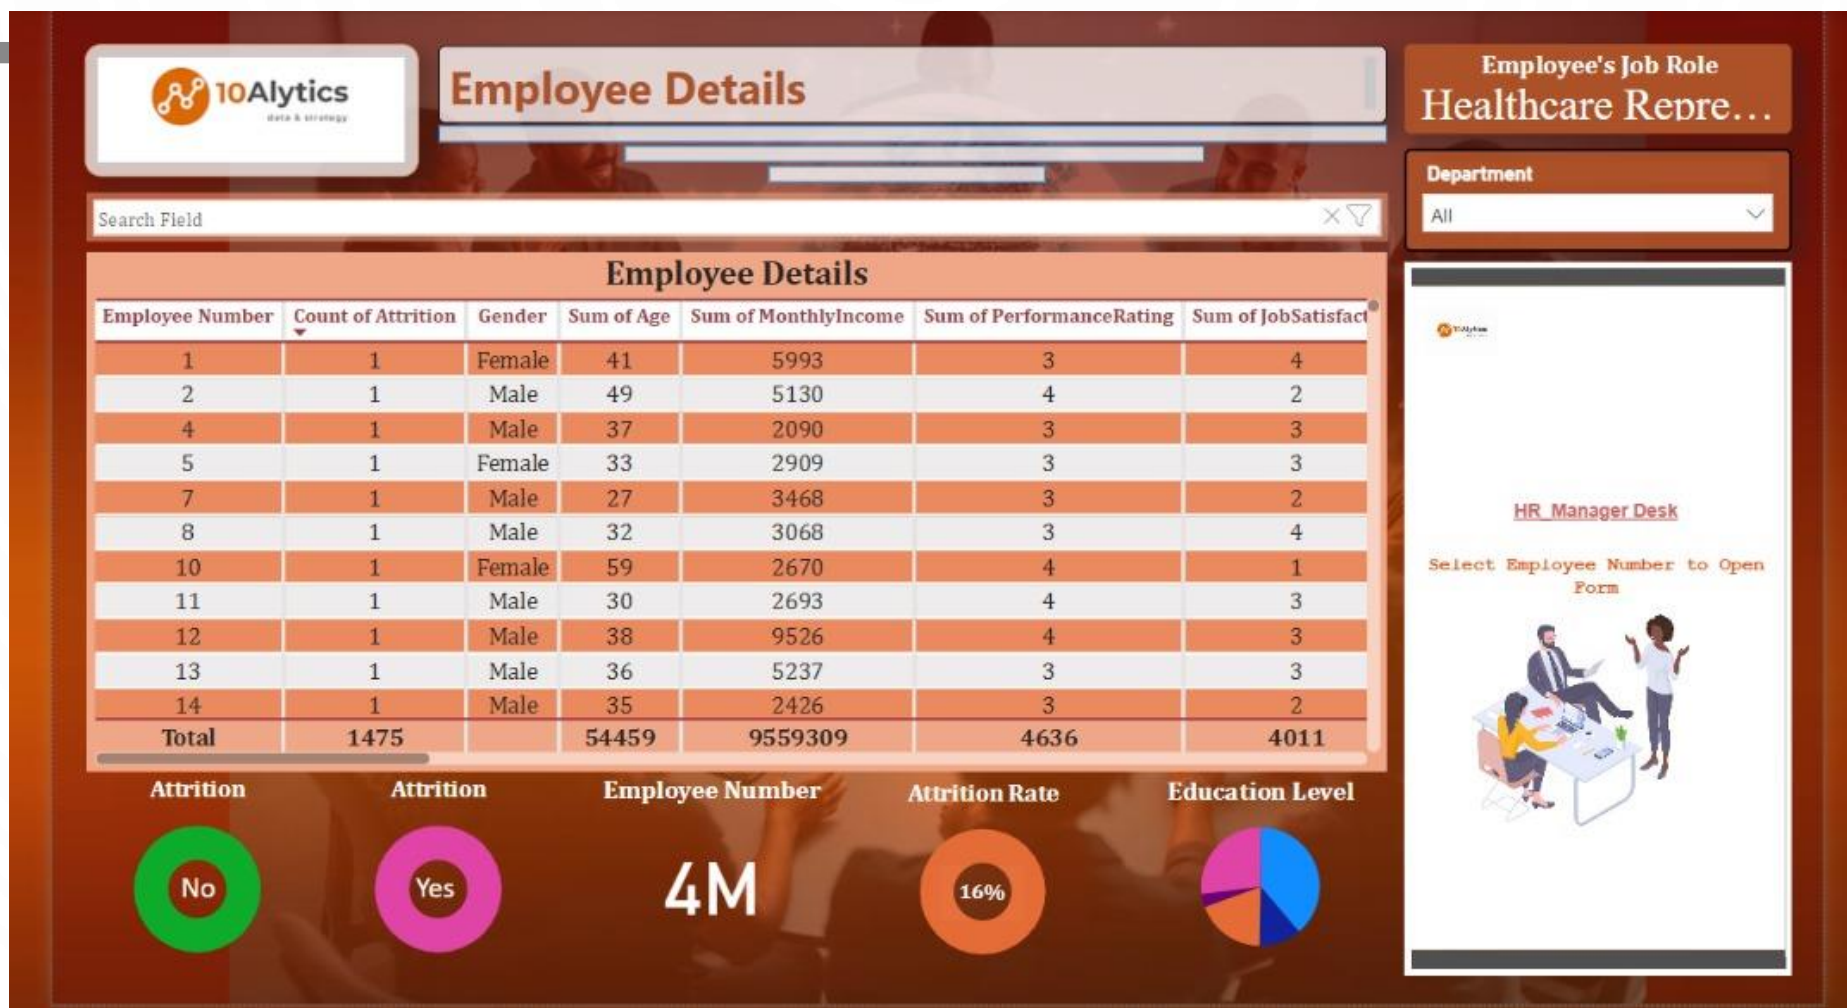 10Alytics
data & strategy
Employee Details
Employee's Job Role
Healthcare Repre...
Department
All
Search Field
Employee Details
Employee Number Count of Attrition Gender Sum of Age Sum of MonthlyIncome Sum of PerformanceRating Sum of JobSatisfact
1 1 Female 41 5993 3 4
2 1 Male 49 5130 4 2
4 1 Male 37 2090 3 3
5 1 Female 33 2909 3 3
7 1 Male 27 3468 3 2
8 1 Male 32 3068 3 4
10 1 Female 59 2670 4 1
11 1 Male 30 2693 4 3
12 1 Male 38 9526 4 3
13 1 Male 36 5237 3 3
14 1 Male 35 2426 3 2
Total 1475 54459 9559309 4636 4011
10Alytics
HR_Manager Desk
Select Employee Number to Open
Form
Attrition Attrition Employee Number Attrition Rate Education Level
No Yes 4M 16%